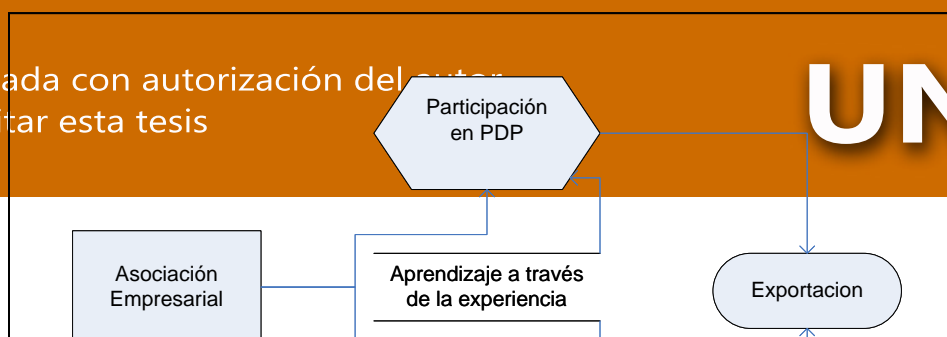 ada con autorización del autor
itar esta tesis
UN
Participación
en PDP
Asociación
Empresarial
Aprendizaje a través
de la experiencia
Exportacion